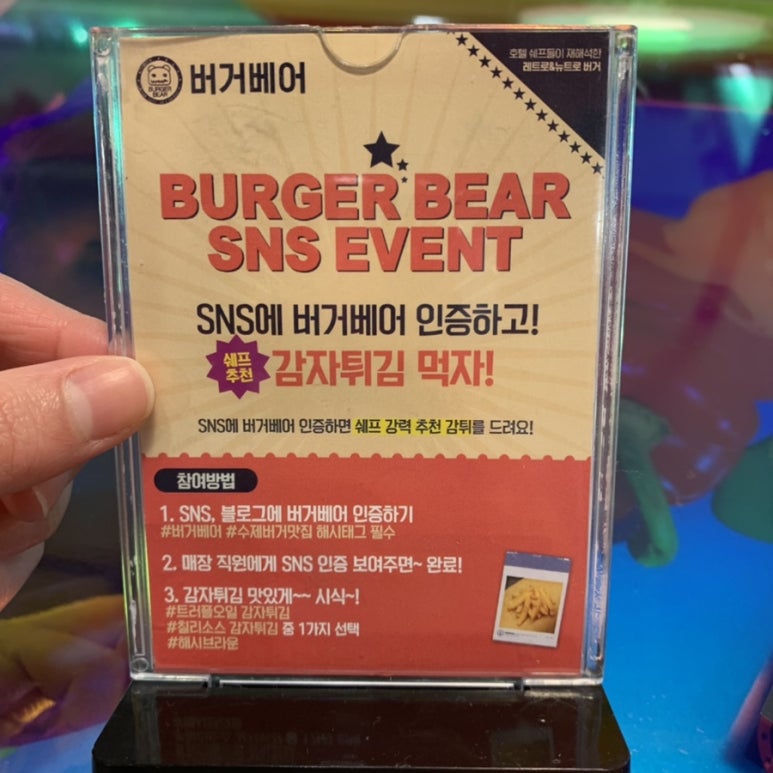 BURGER BEAR
버거베어
호텔 쉐프들이 재해석한
레트로&뉴트로 버거
BURGER BEAR
SNS EVENT
SNS에 버거베어 인증하고!
쉐프
추천
감자튀김 먹자!
SNS에 버거베어 인증하면 쉐프 강력 추천 감튀를 드려요!
참여방법
1. SNS, 블로그에 버거베어 인증하기
#버거베어 #수제버거맛집 해시태그 필수
2. 매장 직원에게 SNS 인증 보여주면~ 완료!
3. 감자튀김 맛있게~~ 시식~!
#트러플오일 감자튀김
#칠리소스 감자튀김 중 1가지 선택
#해시브라운